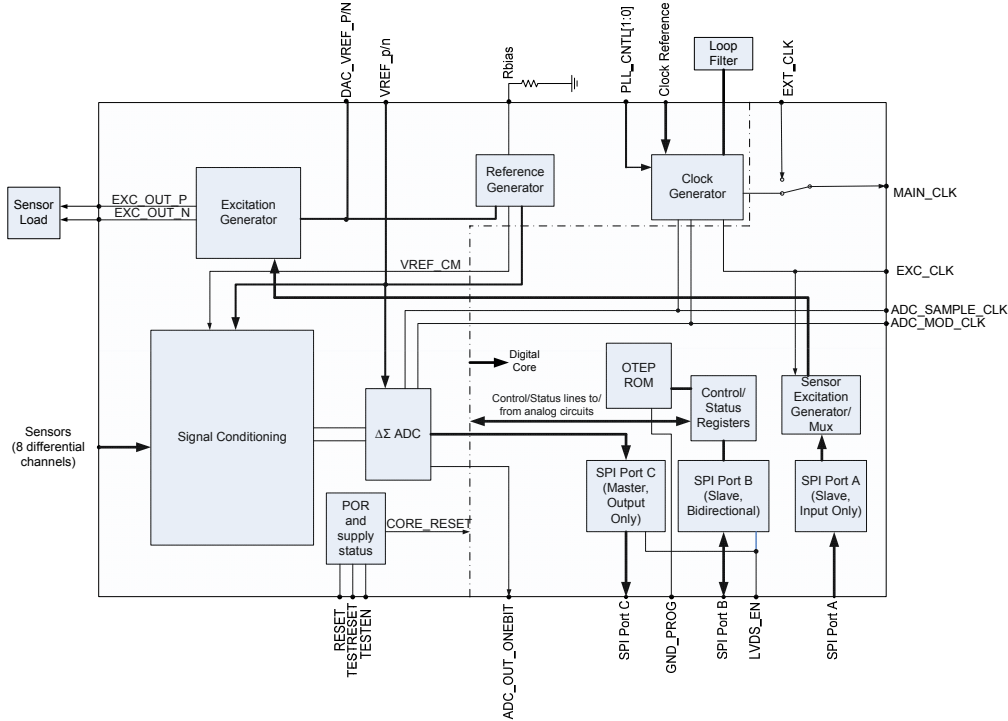 DAC_VREF_P/N
VREF_p/n
Rbias
PLL_CNTL[1:0]
Clock Reference
Loop
Filter
EXT_CLK
Sensor
Load
EXC_OUT_P
EXC_OUT_N
Excitation
Generator
Reference
Generator
Clock
Generator
MAIN_CLK
VREF_CM
EXC_CLK
ADC_SAMPLE_CLK
ADC_MOD_CLK
Digital
Core
OTEP
ROM
Control/Status lines to/
from analog circuits
Control/
Status
Registers
Sensor
Excitation
Generator/
Mux
Sensors
(8 differential
channels)
Signal Conditioning
ΔΣ ADC
SPI Port C
(Master,
Output
Only)
SPI Port B
(Slave,
Bidirectional)
SPI Port A
(Slave,
Input Only)
POR
and
supply
status
CORE_RESET
RESET
TESTRESET
TESTEN
ADC_OUT_ONEBIT
SPI Port C
GND_PROG
SPI Port B
LVDS_EN
SPI Port A